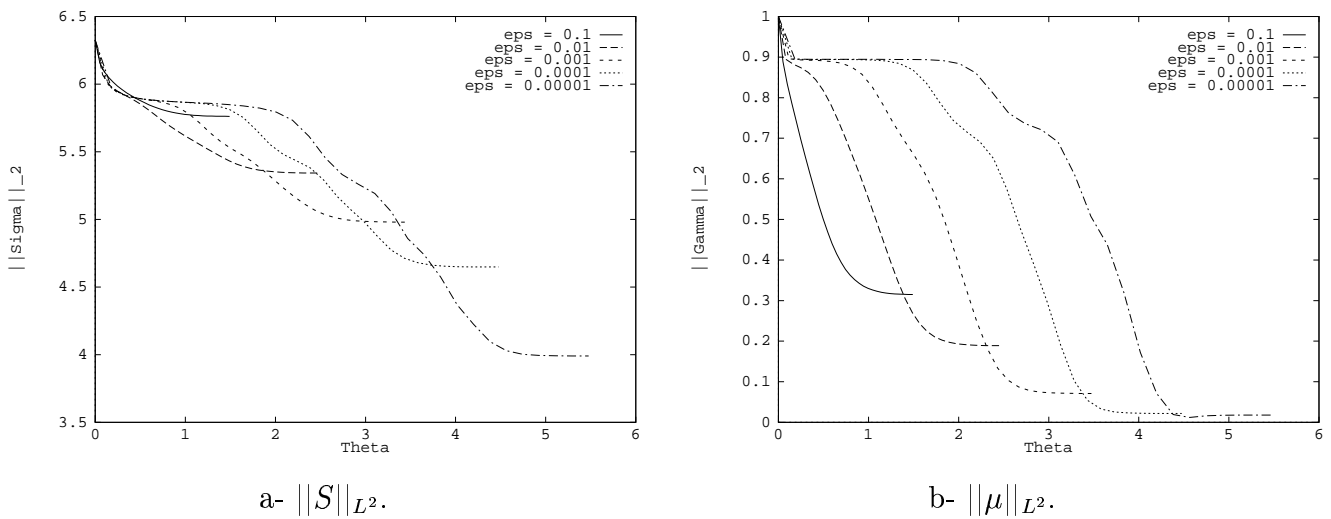 ||Sigma||_2
6.5
6
5.5
5
4.5
4
3.5
eps = 0.1
eps = 0.01
eps = 0.001
eps = 0.0001
eps = 0.00001
0 1 2 3 4 5 6
Theta
a- ||S||_{L^2}.
||Gamma||_2
1
0.9
0.8
0.7
0.6
0.5
0.4
0.3
0.2
0.1
0
eps = 0.1
eps = 0.01
eps = 0.001
eps = 0.0001
eps = 0.00001
0 1 2 3 4 5 6
Theta
b- ||μ||_{L^2}.